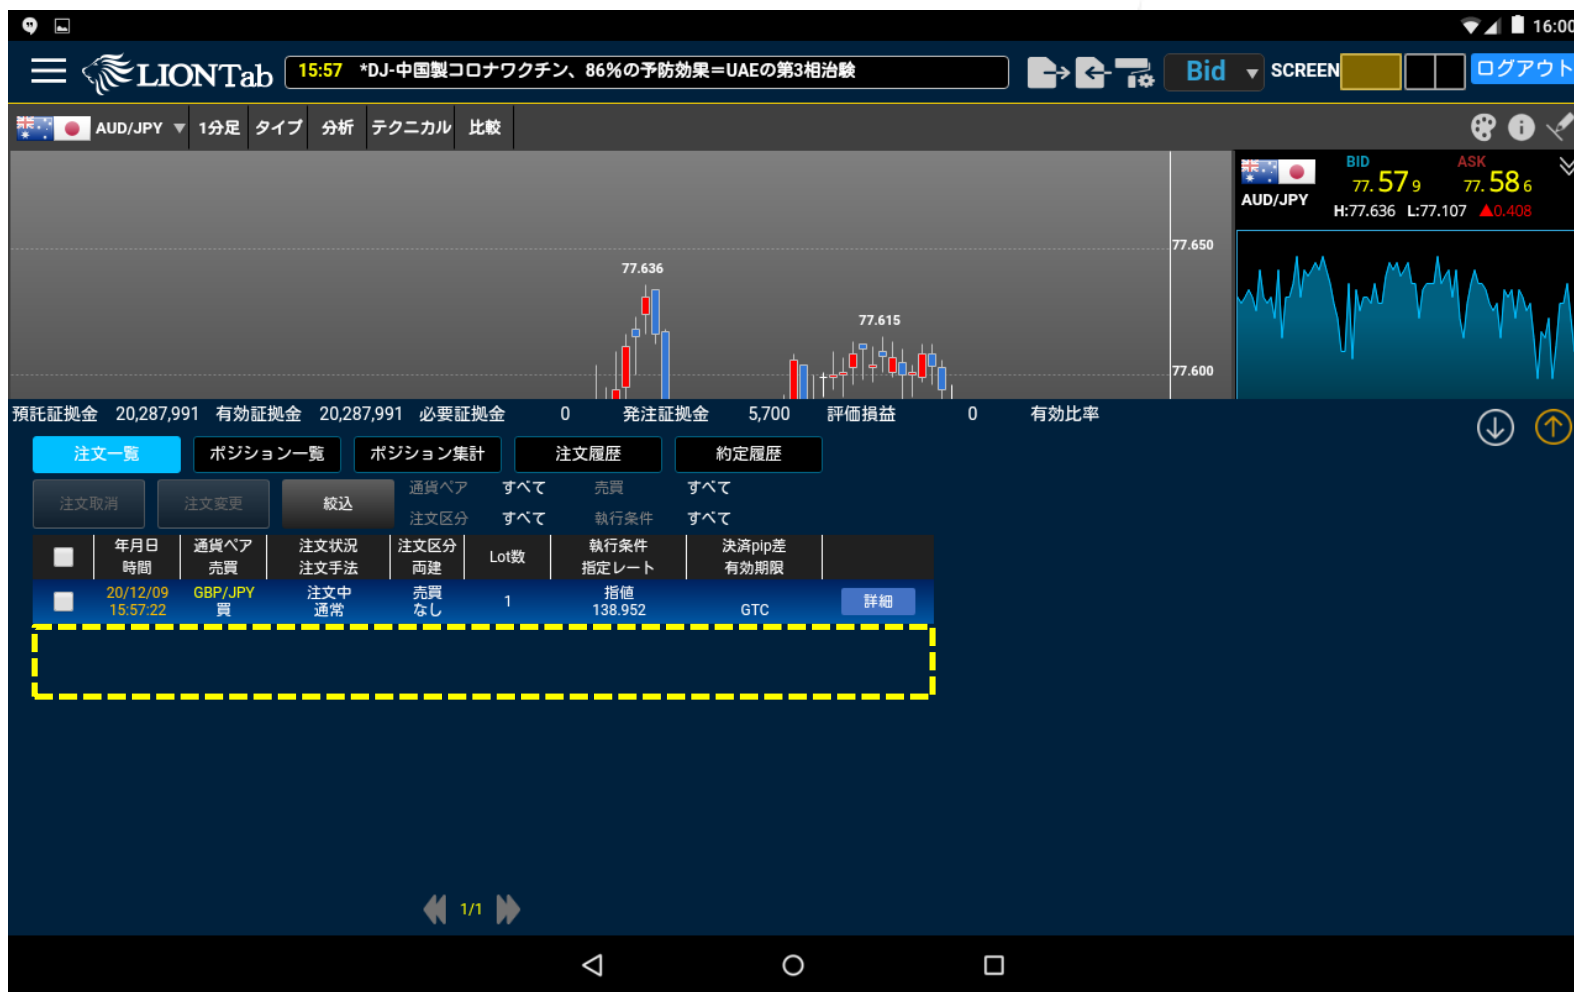 16:00
LIONTab 15:57 *DJ-中国製コロナワクチン、86%の予防効果=UAEの第3相治験 Bid ▼ SCREEN ログアウト
AUD/JPY ▼ 1分足 タイプ 分析 テクニカル 比較
BID ASK
77.579 77.586
AUD/JPY
H:77.636 L:77.107 ▲0.408
77.650
77.636
77.615
77.600
預託証拠金 20,287,991 有効証拠金 20,287,991 必要証拠金 0 発注証拠金 5,700 評価損益 0 有効比率
注文一覧 ポジション一覧 ポジション集計 注文履歴 約定履歴
注文取消 注文変更 絞込
通貨ペア すべて 売買 すべて
注文区分 すべて 執行条件 すべて
年月日 通貨ペア 注文状況 注文区分 Lot数 執行条件 決済pip差
時間 売買 注文手法 両建 指定レート 有効期限
20/12/09 GBP/JPY 注文中 売買 1 指値 詳細
15:57:22 買 通常 なし 138.952 GTC
1/1